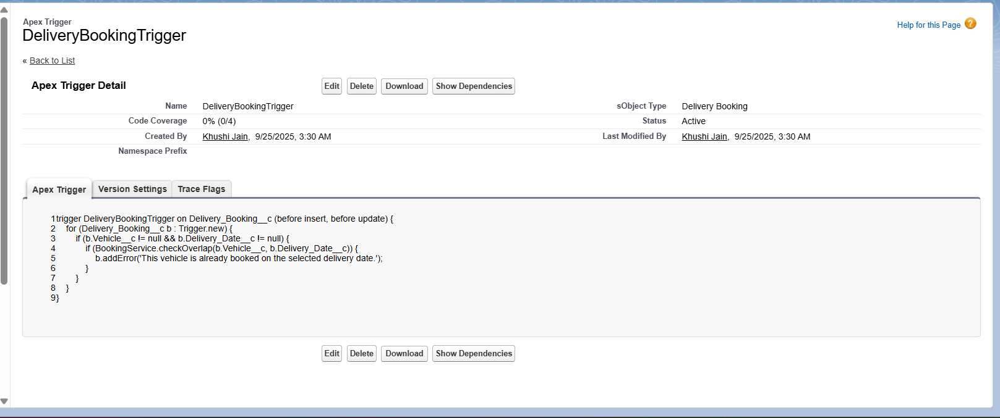 Apex Trigger
DeliveryBookingTrigger
Help for this Page ?
« Back to List
Apex Trigger Detail
Edit Delete Download Show Dependencies
Name DeliveryBookingTrigger sObject Type Delivery Booking
Code Coverage 0% (0/4) Status Active
Created By Khushi Jain, 9/25/2025, 3:30 AM Last Modified By Khushi Jain, 9/25/2025, 3:30 AM
Namespace Prefix
Apex Trigger Version Settings Trace Flags
1 trigger DeliveryBookingTrigger on Delivery_Booking__c (before insert, before update) {
2 for (Delivery_Booking__c b : Trigger.new) {
3 if (b.Vehicle__c != null && b.Delivery_Date__c != null) {
4 if (BookingService.checkOverlap(b.Vehicle__c, b.Delivery_Date__c)) {
5 b.addError('This vehicle is already booked on the selected delivery date.');
6 }
7 }
8 }
9 }
Edit Delete Download Show Dependencies